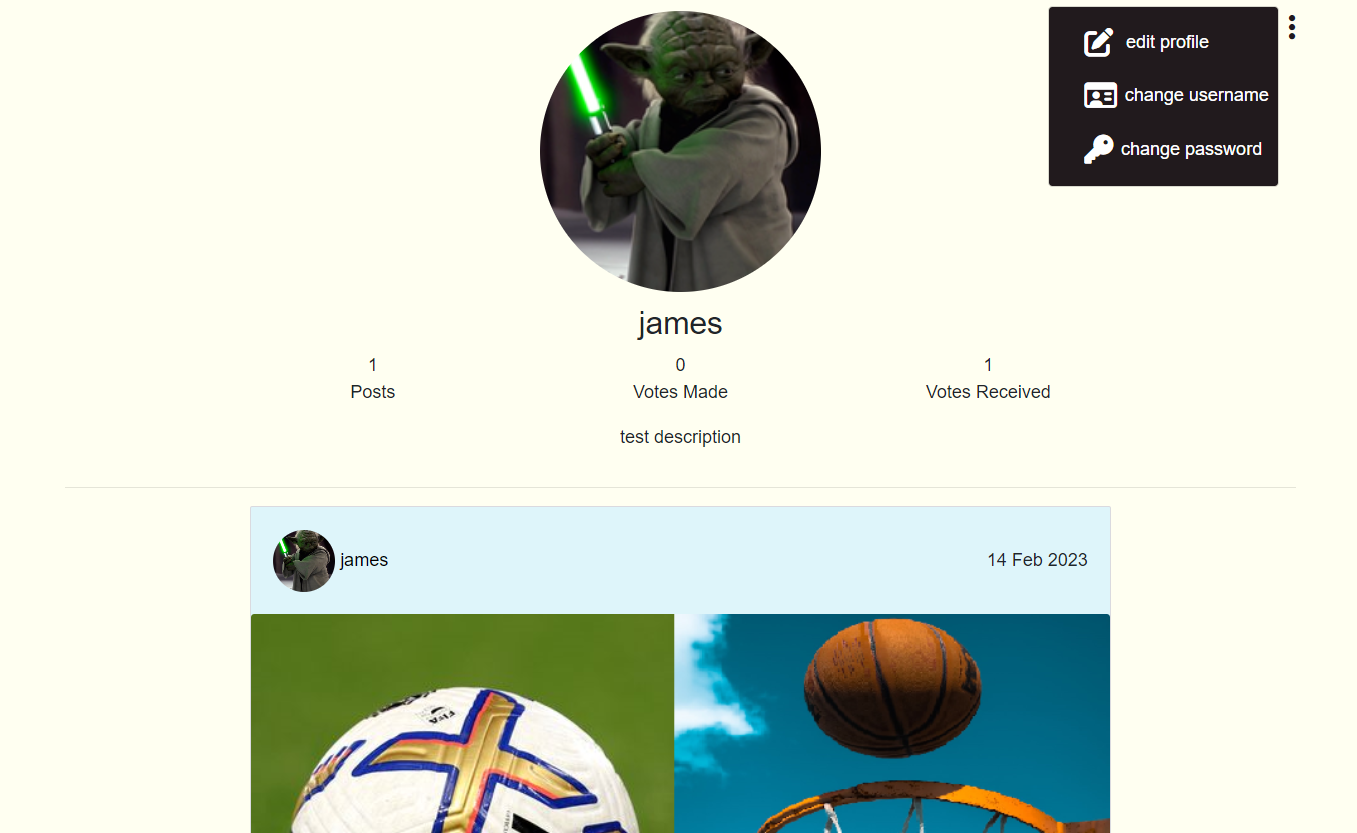 edit profile
change username
change password
james
1
Posts
0
Votes Made
1
Votes Received
test description
james
14 Feb 2023
FIFA